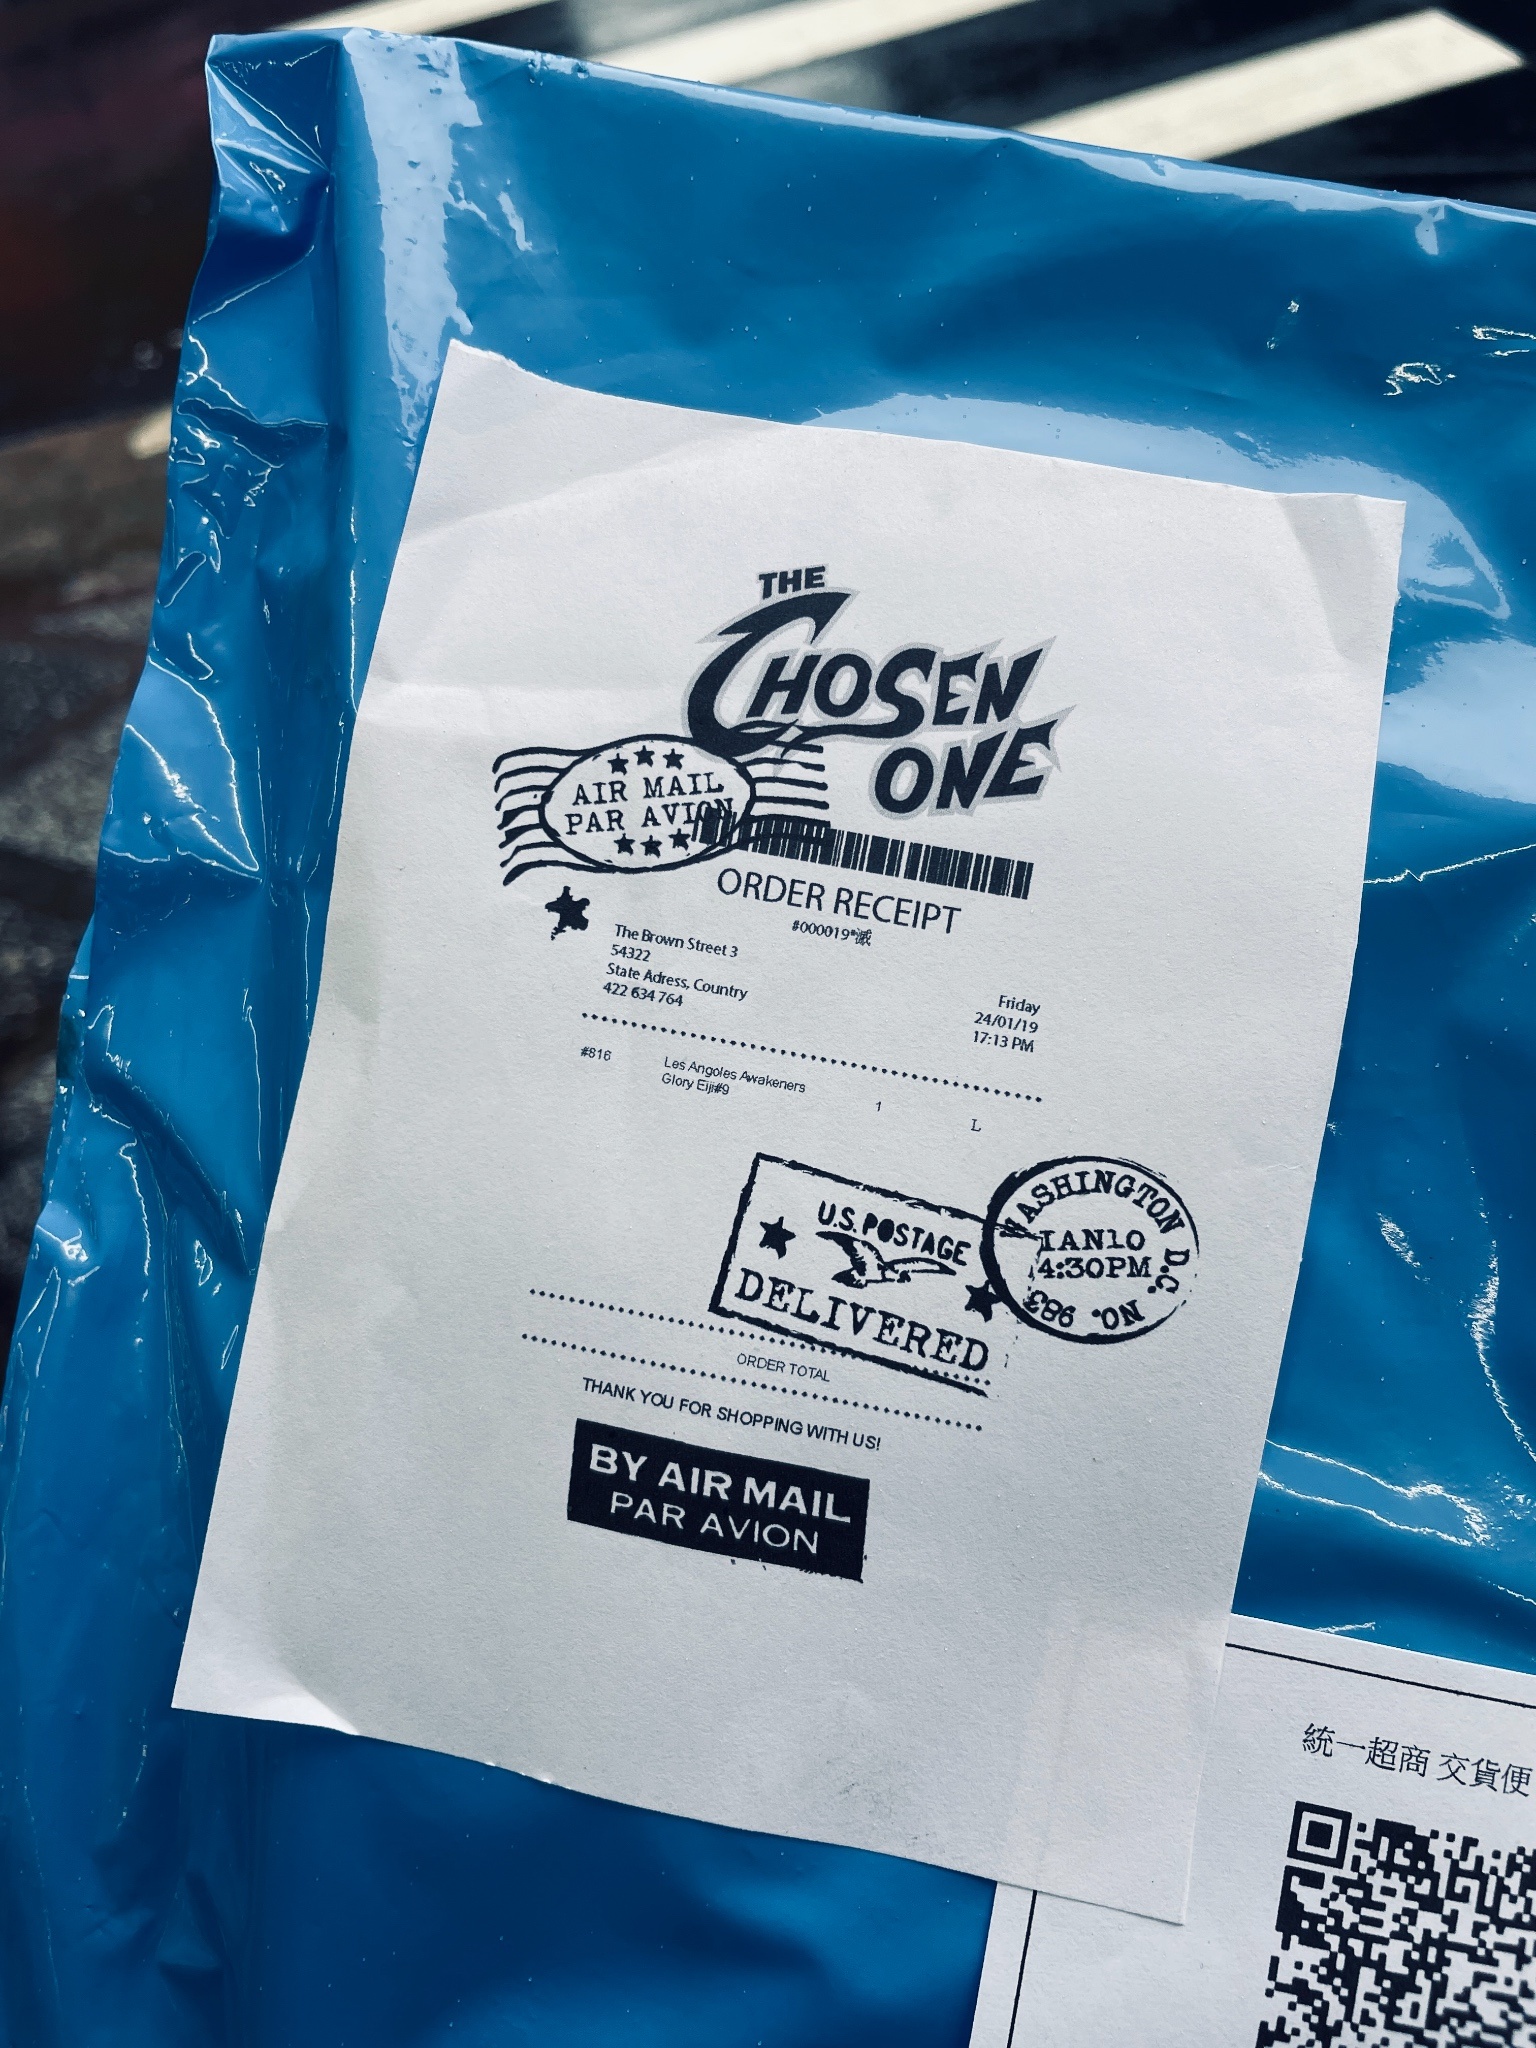 THE
CHOSEN
ONE
AIR MAIL
PAR AVION
ORDER RECEIPT
#000019*滅
The Brown Street 3
54322
State Adress, Country
422 634 764
Friday
24/01/19
17:13 PM
#816
Les Angoles Awakeners
Glory Eiji#9
1
L
U.S. POSTAGE
DELIVERED
WASHINGTON D.C.
JAN10
4:30PM
NO. 983
ORDER TOTAL
THANK YOU FOR SHOPPING WITH US!
BY AIR MAIL
PAR AVION
統一超商 交貨便